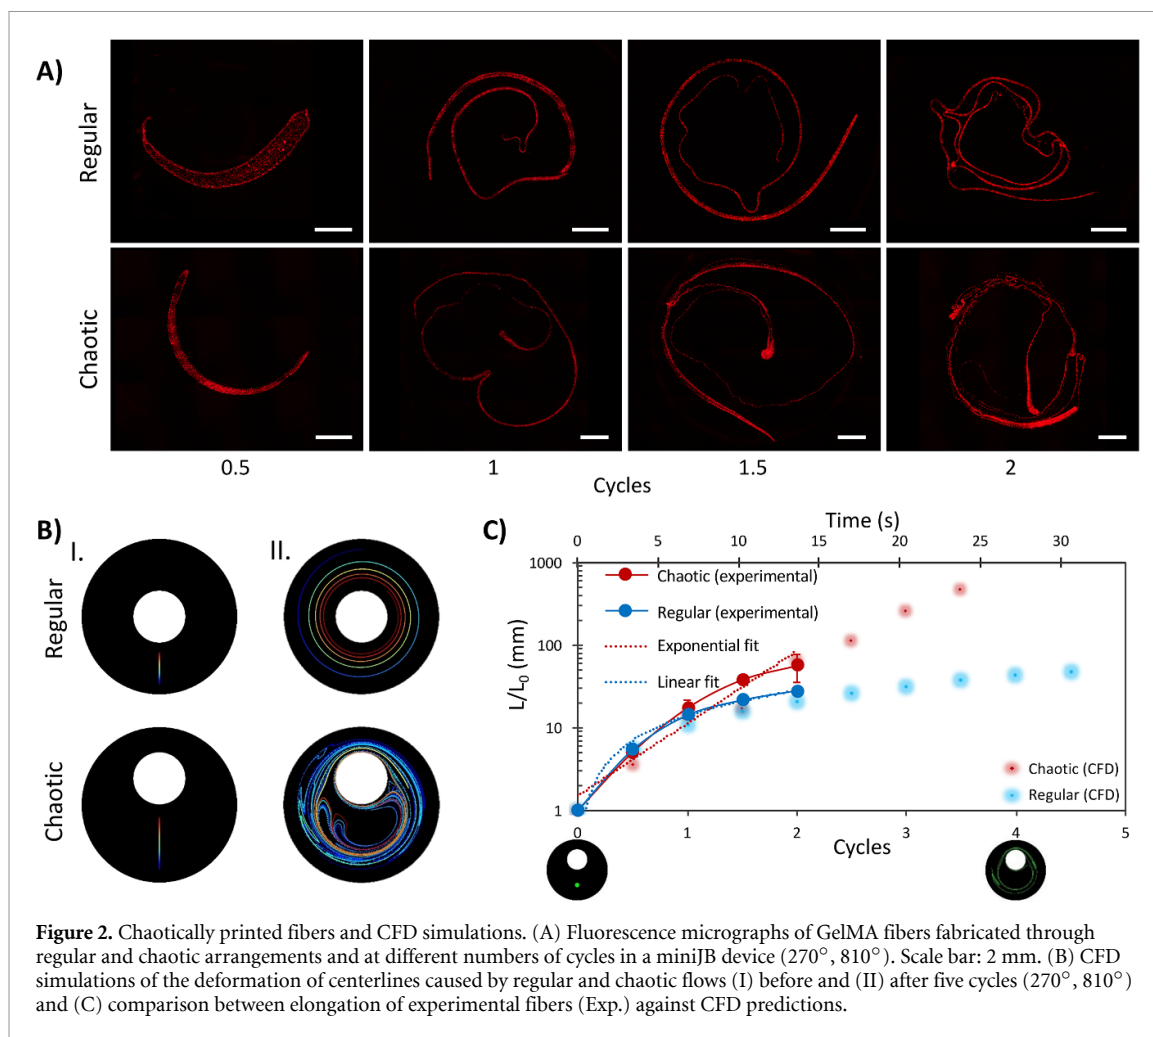 A)
Regular
Chaotic
0.5
1
1.5
2
Cycles
B)
I.
II.
Regular
Chaotic
C)
Time (s)
0
5
10
15
20
25
30
1000
100
10
1
L/L₀ (mm)
Chaotic (experimental)
Regular (experimental)
Exponential fit
Linear fit
Chaotic (CFD)
Regular (CFD)
0
1
2
3
4
5
Cycles
Figure 2. Chaotically printed fibers and CFD simulations. (A) Fluorescence micrographs of GelMA fibers fabricated through
regular and chaotic arrangements and at different numbers of cycles in a miniJB device (270°, 810°). Scale bar: 2 mm. (B) CFD
simulations of the deformation of centerlines caused by regular and chaotic flows (I) before and (II) after five cycles (270°, 810°)
and (C) comparison between elongation of experimental fibers (Exp.) against CFD predictions.